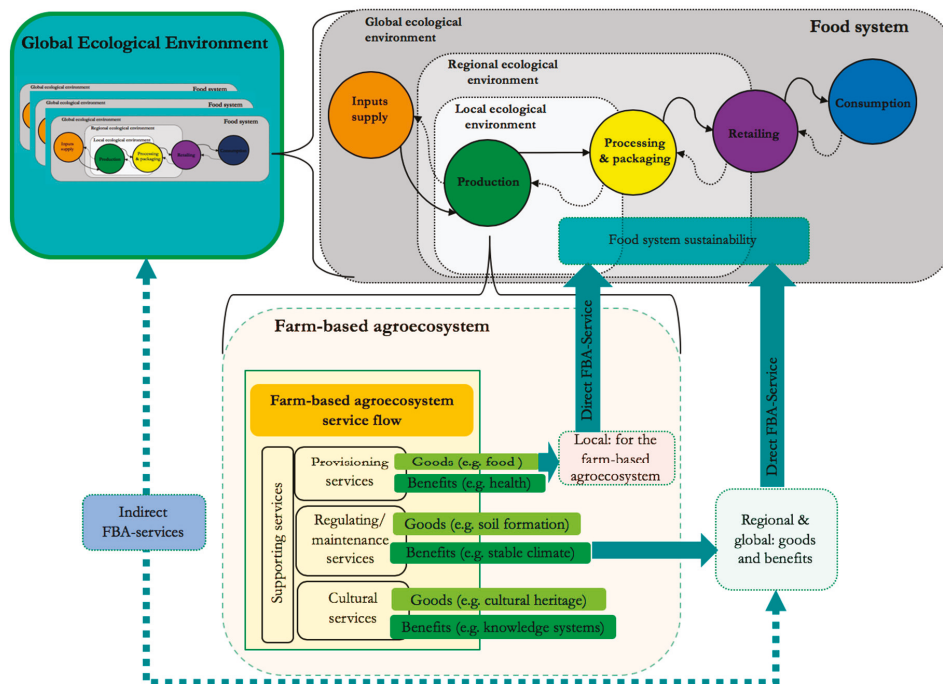 Global Ecological Environment
Global ecological environment
Food system
Global ecological environment
Food system
Global ecological environment
Food system
Regional ecological environment
Local ecological environment
Inputs
supply
Production
Processing
& packaging
Retailing
Consumption
Global ecological
environment
Food system
Regional ecological
environment
Local ecological
environment
Inputs
supply
Production
Processing
& packaging
Retailing
Consumption
Food system sustainability
Farm-based agroecosystem
Direct FBA-Service
Direct FBA-Service
Farm-based agroecosystem
service flow
Supporting services
Provisioning
services
Goods (e.g. food )
Benefits (e.g. health)
Local: for the
farm-based
agroecosystem
Regulating/
maintenance
services
Goods (e.g. soil formation)
Benefits (e.g. stable climate)
Regional &
global: goods
and benefits
Cultural
services
Goods (e.g. cultural heritage)
Benefits (e.g. knowledge systems)
Indirect
FBA-services